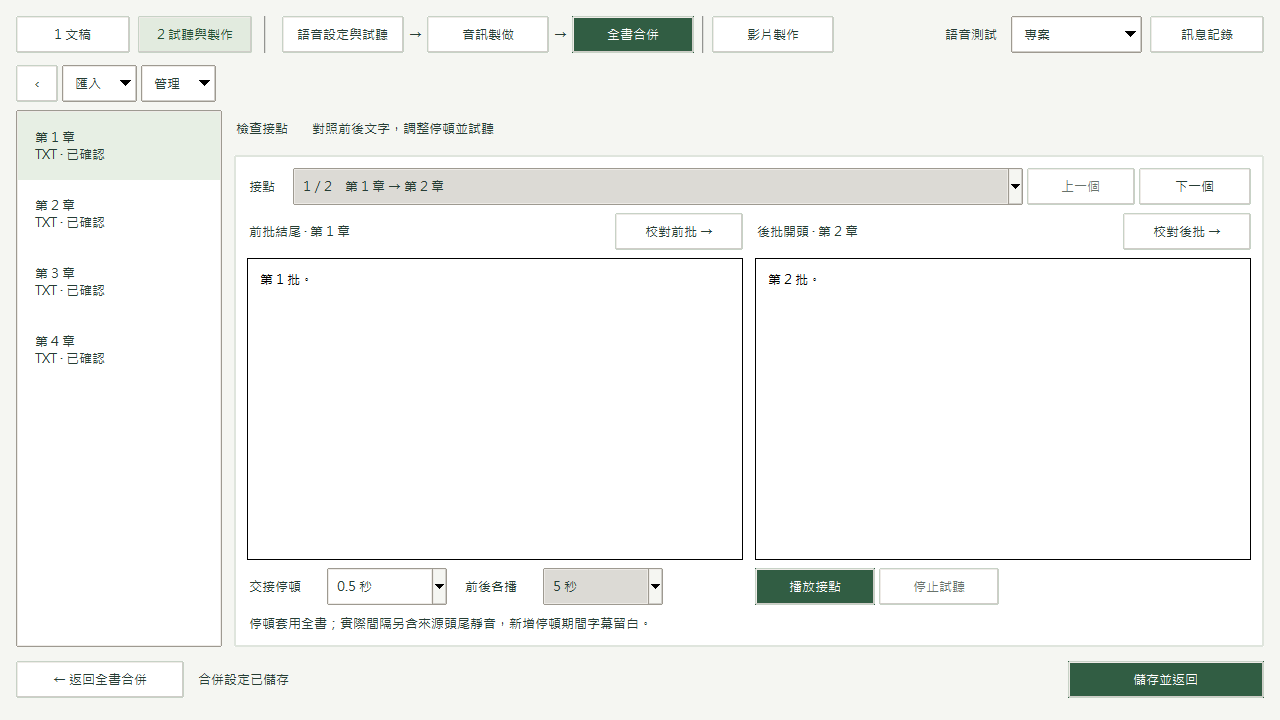 1 文稿
2 試聽與製作
語音設定與試聽
→
音訊製做
→
全書合併
影片製作
語音測試
專案
訊息記錄
‹
匯入
管理
第 1 章
TXT · 已確認
第 2 章
TXT · 已確認
第 3 章
TXT · 已確認
第 4 章
TXT · 已確認
檢查接點
對照前後文字，調整停頓並試聽
接點
1 / 2 第 1 章 → 第 2 章
上一個
下一個
前批結尾 · 第 1 章
校對前批 →
後批開頭 · 第 2 章
校對後批 →
第 1 批。
第 2 批。
交接停頓
0.5 秒
前後各播
5 秒
播放接點
停止試聽
停頓套用全書；實際間隔另含來源頭尾靜音，新增停頓期間字幕留白。
← 返回全書合併
合併設定已儲存
儲存並返回